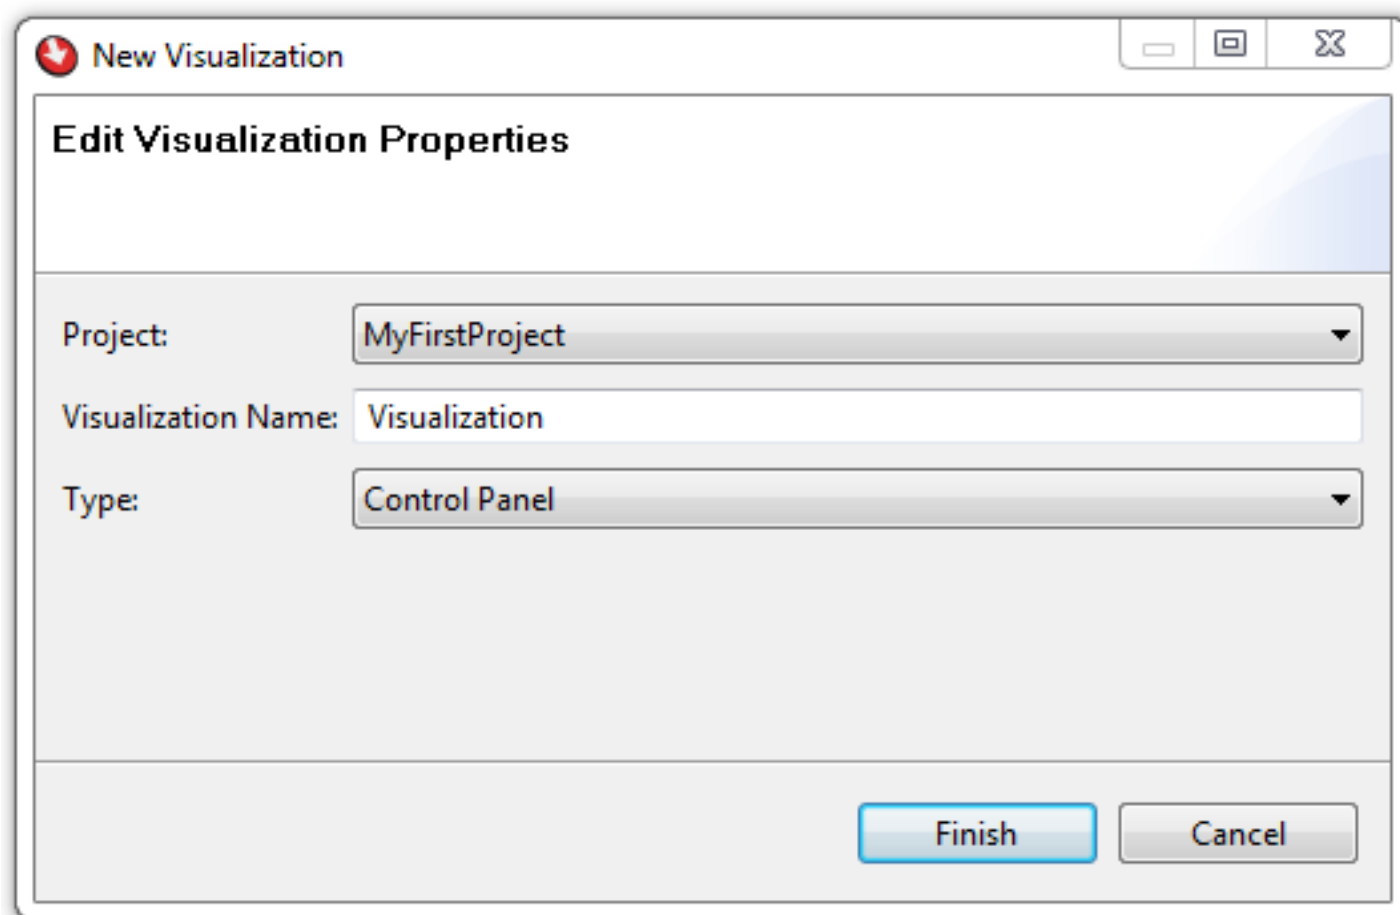 New Visualization
Edit Visualization Properties
Project: MyFirstProject
Visualization Name: Visualization
Type: Control Panel
Finish Cancel